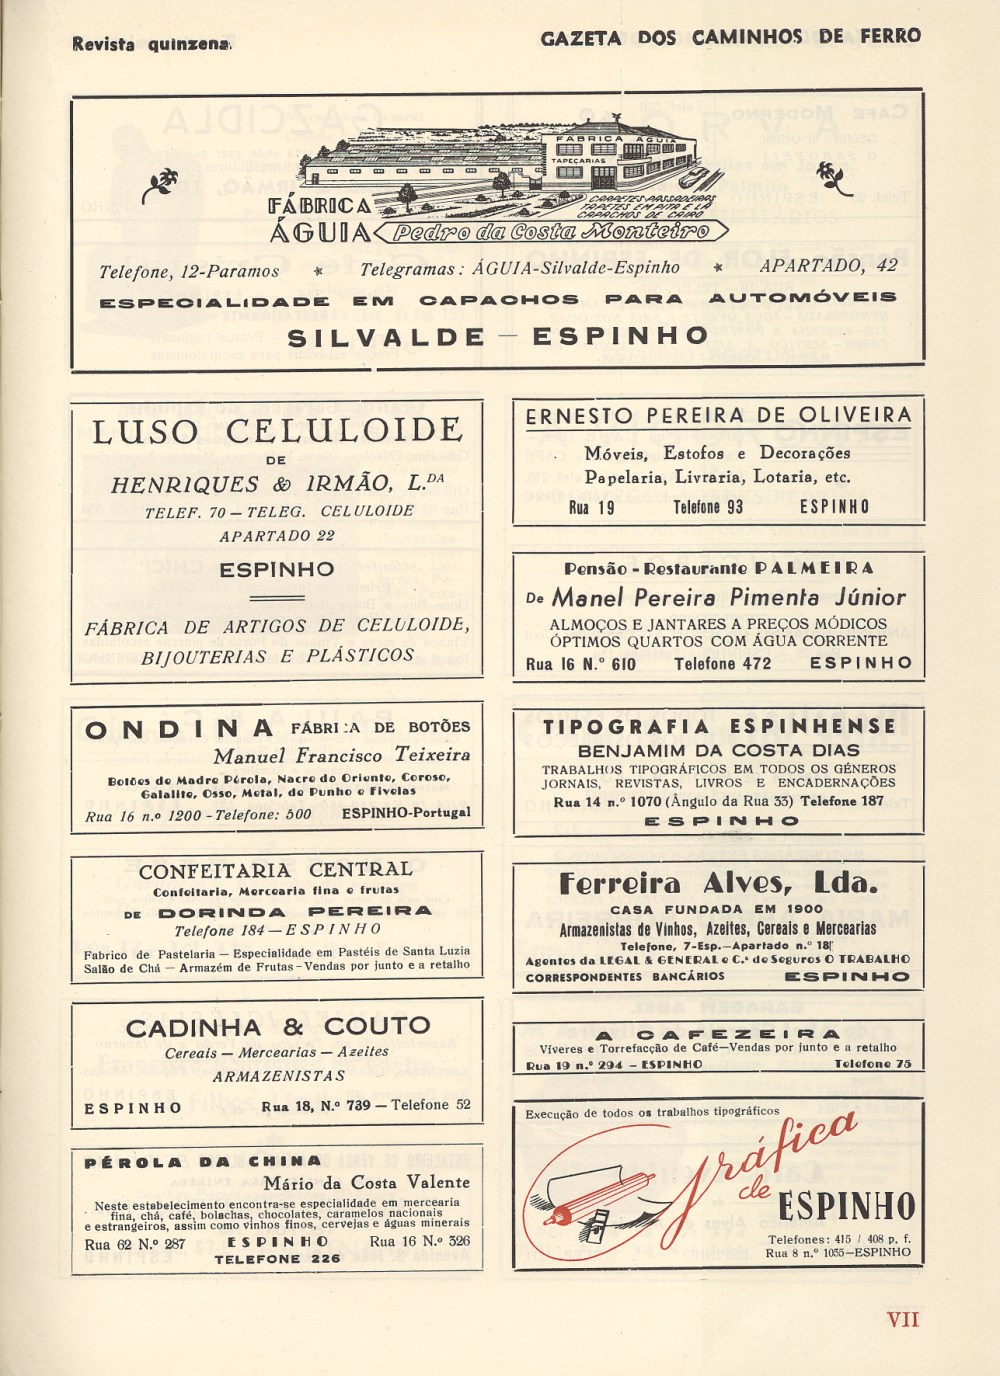 Revista quinzenal
GAZETA DOS CAMINHOS DE FERRO
FÁBRICA AGUIA
TAPEÇARIAS
CARPETES-PASSADEIRAS
TAPETES EM PITA E LÃ
CAPACHOS DE CAIRO
FÁBRICA
ÁGUIA
Pedro da Costa Monteiro
Telefone, 12-Paramos * Telegramas: ÁGUIA-Silvalde-Espinho * APARTADO, 42
ESPECIALIDADE EM CAPACHOS PARA AUTOMÓVEIS
SILVALDE — ESPINHO
LUSO CELULOIDE
DE
HENRIQUES & IRMÃO, L.DA
TELEF. 70 — TELEG. CELULOIDE
APARTADO 22
ESPINHO
FÁBRICA DE ARTIGOS DE CELULOIDE,
BIJOUTERIAS E PLÁSTICOS
ONDINA FÁBRICA DE BOTÕES
Manuel Francisco Teixeira
Botões de Madre Pérola, Nacre do Oriente, Coroso,
Galalite, Osso, Metal, de Punho e Fivelas
Rua 16 n.º 1200 - Telefone: 500 ESPINHO-Portugal
CONFEITARIA CENTRAL
Confeitaria, Mercearia fina e frutas
DE DORINDA PEREIRA
Telefone 184 — ESPINHO
Fabrico de Pastelaria — Especialidade em Pastéis de Santa Luzia
Salão de Chá — Armazém de Frutas - Vendas por junto e a retalho
CADINHA & COUTO
Cereais — Mercearias — Azeites
ARMAZENISTAS
ESPINHO Rua 18, N.º 739 — Telefone 52
PÉROLA DA CHINA
Mário da Costa Valente
Neste estabelecimento encontra-se especialidade em mercearia
fina, chá, café, bolachas, chocolates, caramelos nacionais
e estrangeiros, assim como vinhos finos, cervejas e águas minerais
Rua 62 N.º 287 ESPINHO Rua 16 N.º 326
TELEFONE 226
ERNESTO PEREIRA DE OLIVEIRA
Móveis, Estofos e Decorações
Papelaria, Livraria, Lotaria, etc.
Rua 19 Telefone 93 ESPINHO
Pensão - Restaurante PALMEIRA
De Manel Pereira Pimenta Júnior
ALMOÇOS E JANTARES A PREÇOS MÓDICOS
ÓPTIMOS QUARTOS COM ÁGUA CORRENTE
Rua 16 N.º 610 Telefone 472 ESPINHO
TIPOGRAFIA ESPINHENSE
BENJAMIM DA COSTA DIAS
TRABALHOS TIPOGRÁFICOS EM TODOS OS GÉNEROS
JORNAIS, REVISTAS, LIVROS E ENCADERNAÇÕES
Rua 14 n.º 1070 (Ângulo da Rua 33) Telefone 187
ESPINHO
Ferreira Alves, Lda.
CASA FUNDADA EM 1900
Armazenistas de Vinhos, Azeites, Cereais e Mercearias
Telefone, 7-Esp.—Apartado n.º 18
Agentes da LEGAL & GENERAL e C.ª de Seguros O TRABALHO
CORRESPONDENTES BANCÁRIOS ESPINHO
A CAFEZEIRA
Víveres e Torrefacção de Café—Vendas por junto e a retalho
Rua 19 n.º 294 - ESPINHO Telefone 75
Execução de todos os trabalhos tipográficos
gráfica
de
ESPINHO
Telefones: 415 / 408 p. f.
Rua 8 n.º 1035—ESPINHO
VII